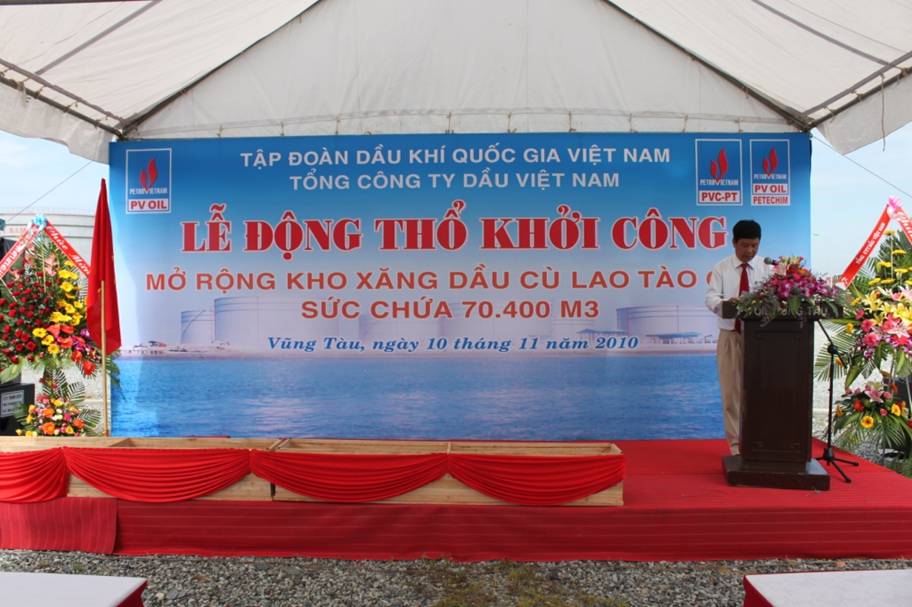 PETROVIETNAM
PV OIL
TẬP ĐOÀN DẦU KHÍ QUỐC GIA VIỆT NAM
TỔNG CÔNG TY DẦU VIỆT NAM
PETROVIETNAM
PVC-PT
PETROVIETNAM
PV OIL
PETECHIM
LỄ ĐỘNG THỔ KHỞI CÔNG
MỞ RỘNG KHO XĂNG DẦU CÙ LAO TÀO
SỨC CHỨA 70.400 M3
Vũng Tàu, ngày 10 tháng 11 năm 2010